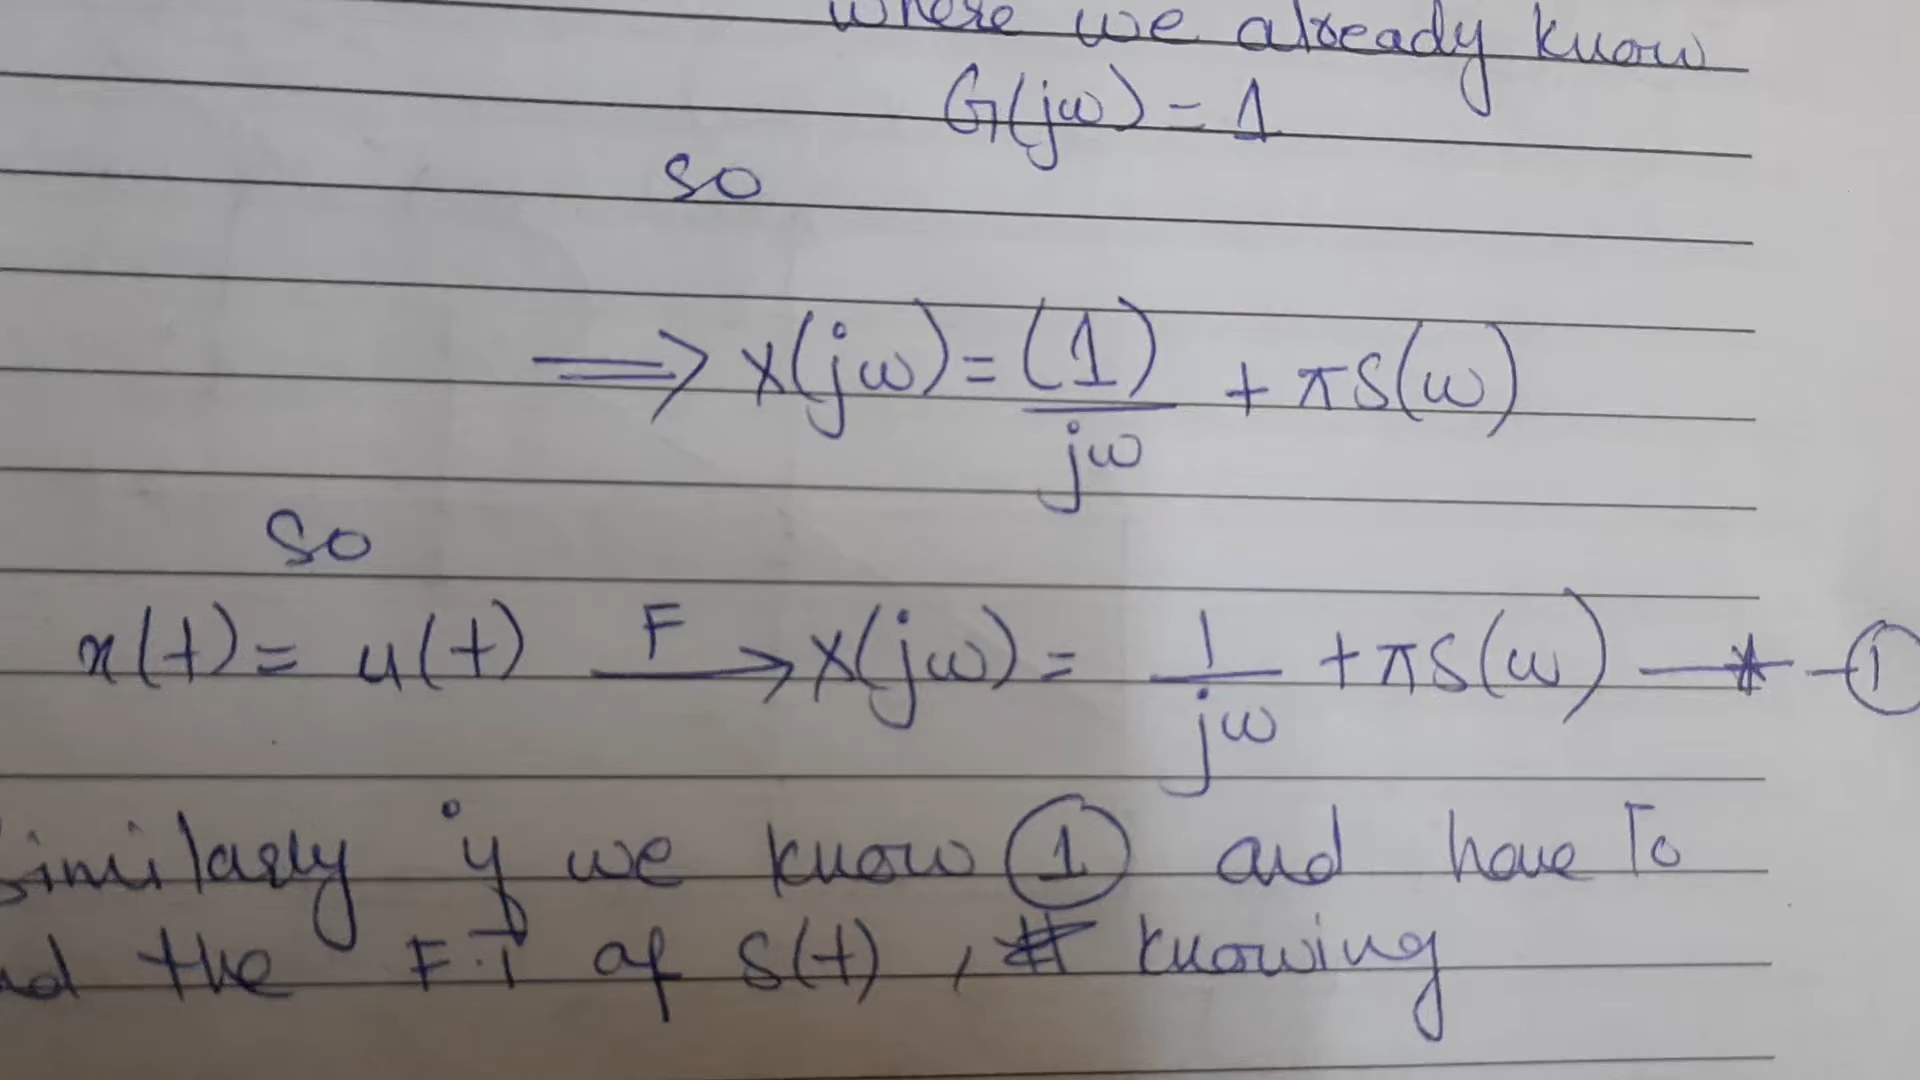 where we already know
G(jω) = 1
so
⟹ X(jω) = (1)/jω + πδ(ω)
so
x(t) = u(t) —F→ X(jω) = 1/jω + πδ(ω) —*—①
similarly if we know ① and have To
the F.T of δ(t), knowing